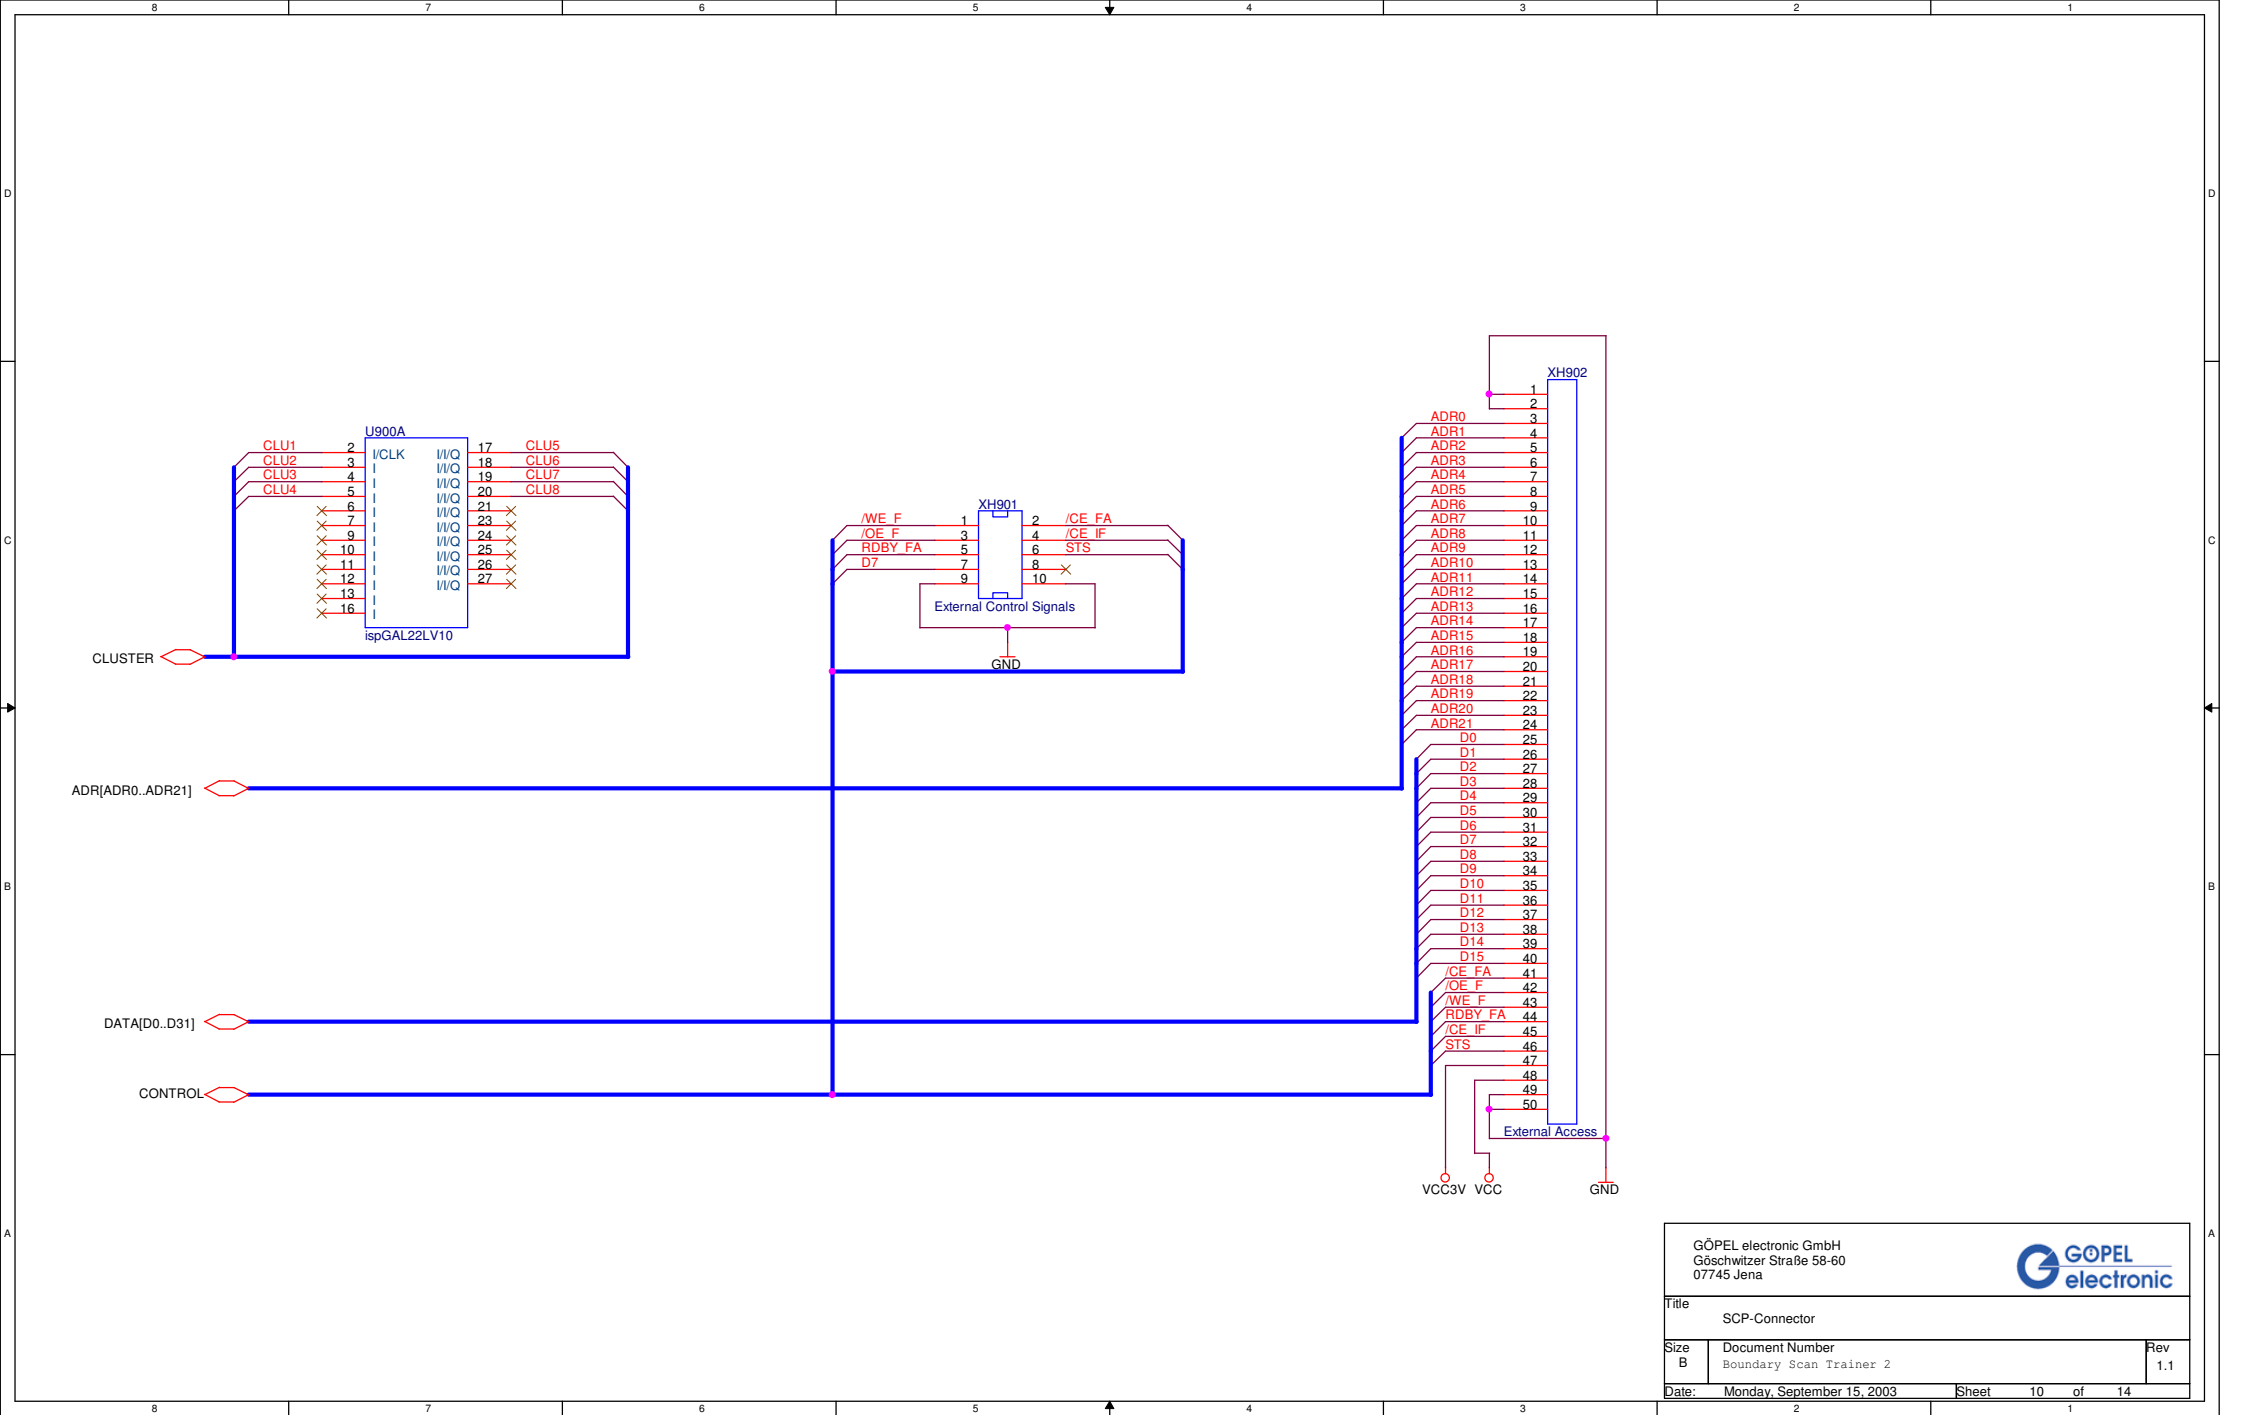 8 7 6 5 4 3 2 1
D D
C C
B B
A A
U900A
CLU1 2 I/CLK I/I/Q 17 CLU5
CLU2 3 I I/I/Q 18 CLU6
CLU3 4 I I/I/Q 19 CLU7
CLU4 5 I I/I/Q 20 CLU8
6 I I/I/Q 21
7 I I/I/Q 23
9 I I/I/Q 24
10 I I/I/Q 25
11 I I/I/Q 26
12 I I/I/Q 27
13 I
16 I
ispGAL22LV10
CLUSTER
XH901
/WE_F 1 2 /CE_FA
/OE_F 3 4 /CE_IF
RDBY_FA 5 6 STS
D7 7 8
9 10
External Control Signals
GND
XH902
1
2
ADR0 3
ADR1 4
ADR2 5
ADR3 6
ADR4 7
ADR5 8
ADR6 9
ADR7 10
ADR8 11
ADR9 12
ADR10 13
ADR11 14
ADR12 15
ADR13 16
ADR14 17
ADR15 18
ADR16 19
ADR17 20
ADR18 21
ADR19 22
ADR20 23
ADR21 24
D0 25
D1 26
D2 27
D3 28
D4 29
D5 30
D6 31
D7 32
D8 33
D9 34
D10 35
D11 36
D12 37
D13 38
D14 39
D15 40
/CE_FA 41
/OE_F 42
/WE_F 43
RDBY_FA 44
/CE_IF 45
STS 46
47
48
49
50
External Access
VCC3V VCC GND
ADR[ADR0..ADR21]
DATA[D0..D31]
CONTROL
GÖPEL electronic GmbH
Göschwitzer Straße 58-60
07745 Jena
GÖPEL
electronic
Title
SCP-Connector
Size Document Number Rev
B Boundary Scan Trainer 2 1.1
Date: Monday, September 15, 2003 Sheet 10 of 14
8 7 6 5 4 3 2 1